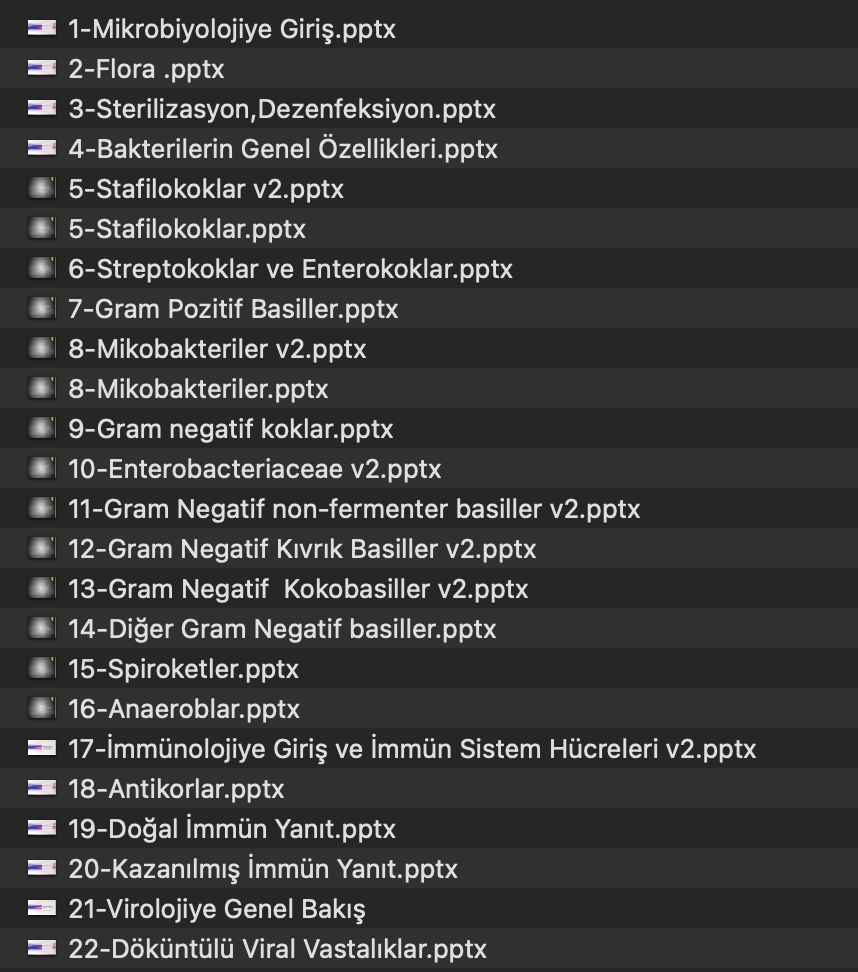 1-Mikrobiyolojiye Giriş.pptx
2-Flora .pptx
3-Sterilizasyon,Dezenfeksiyon.pptx
4-Bakterilerin Genel Özellikleri.pptx
5-Stafilokoklar v2.pptx
5-Stafilokoklar.pptx
6-Streptokoklar ve Enterokoklar.pptx
7-Gram Pozitif Basiller.pptx
8-Mikobakteriler v2.pptx
8-Mikobakteriler.pptx
9-Gram negatif koklar.pptx
10-Enterobacteriaceae v2.pptx
11-Gram Negatif non-fermenter basiller v2.pptx
12-Gram Negatif Kıvrık Basiller v2.pptx
13-Gram Negatif  Kokobasiller v2.pptx
14-Diğer Gram Negatif basiller.pptx
15-Spiroketler.pptx
16-Anaeroblar.pptx
17-İmmünolojiye Giriş ve İmmün Sistem Hücreleri v2.pptx
18-Antikorlar.pptx
19-Doğal İmmün Yanıt.pptx
20-Kazanılmış İmmün Yanıt.pptx
21-Virolojiye Genel Bakış
22-Döküntülü Viral Vastalıklar.pptx